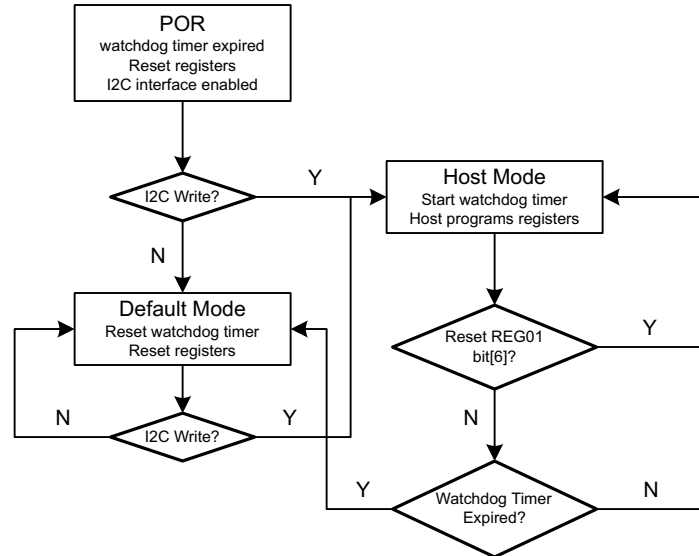 POR
watchdog timer expired
Reset registers
I2C interface enabled
I2C Write?
Y
N
Host Mode
Start watchdog timer
Host programs registers
Default Mode
Reset watchdog timer
Reset registers
Reset REG01
bit[6]?
Y
N
I2C Write?
N
Y
Watchdog Timer
Expired?
Y
N